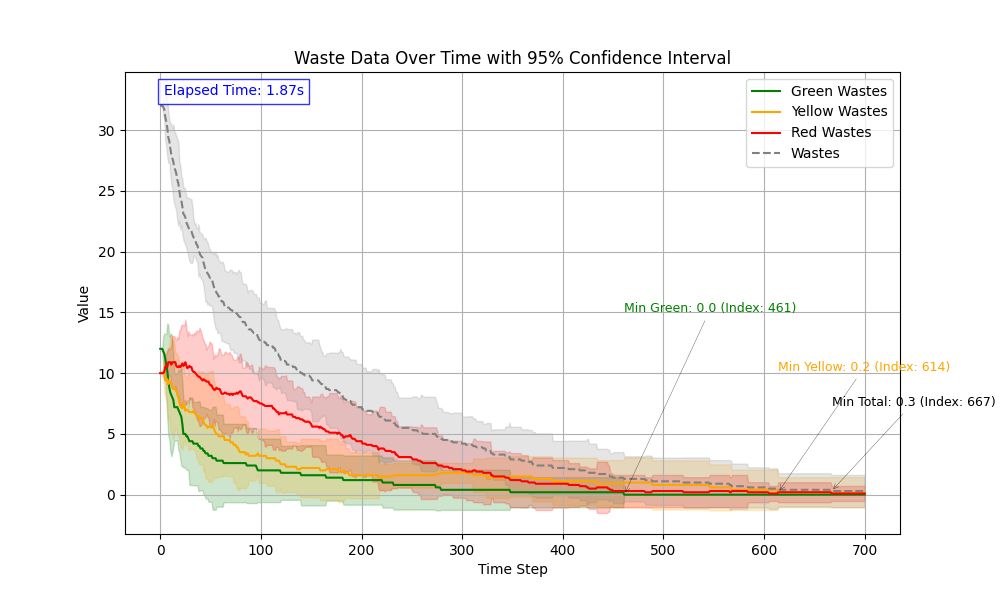 Waste Data Over Time with 95% Confidence Interval
Elapsed Time: 1.87s
Green Wastes
Yellow Wastes
Red Wastes
Wastes
30
25
20
15
10
5
0
Value
Min Green: 0.0 (Index: 461)
Min Yellow: 0.2 (Index: 614)
Min Total: 0.3 (Index: 667)
0 100 200 300 400 500 600 700
Time Step